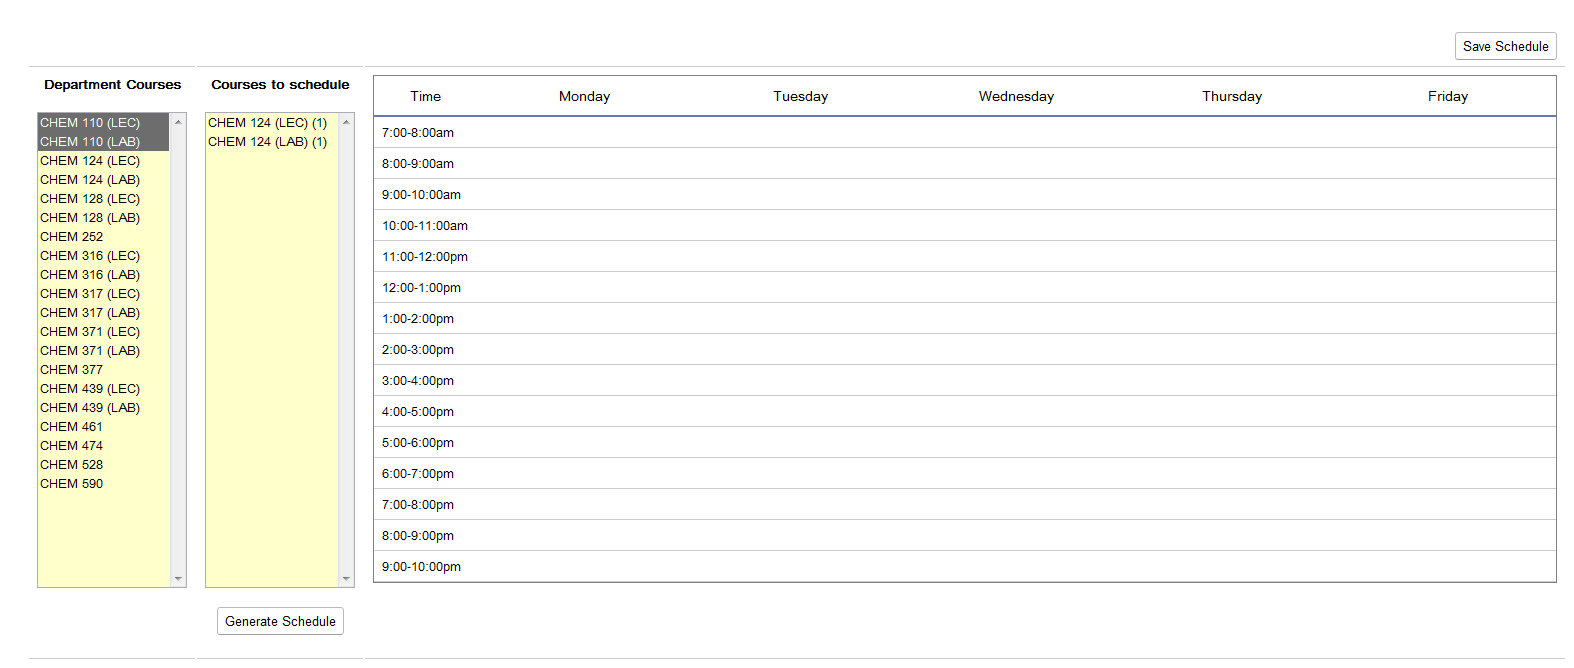 Save Schedule
Department Courses
CHEM 110 (LEC)
CHEM 110 (LAB)
CHEM 124 (LEC)
CHEM 124 (LAB)
CHEM 128 (LEC)
CHEM 128 (LAB)
CHEM 252
CHEM 316 (LEC)
CHEM 316 (LAB)
CHEM 317 (LEC)
CHEM 317 (LAB)
CHEM 371 (LEC)
CHEM 371 (LAB)
CHEM 377
CHEM 439 (LEC)
CHEM 439 (LAB)
CHEM 461
CHEM 474
CHEM 528
CHEM 590
Courses to schedule
CHEM 124 (LEC) (1)
CHEM 124 (LAB) (1)
Generate Schedule
Time Monday Tuesday Wednesday Thursday Friday
7:00-8:00am
8:00-9:00am
9:00-10:00am
10:00-11:00am
11:00-12:00pm
12:00-1:00pm
1:00-2:00pm
2:00-3:00pm
3:00-4:00pm
4:00-5:00pm
5:00-6:00pm
6:00-7:00pm
7:00-8:00pm
8:00-9:00pm
9:00-10:00pm